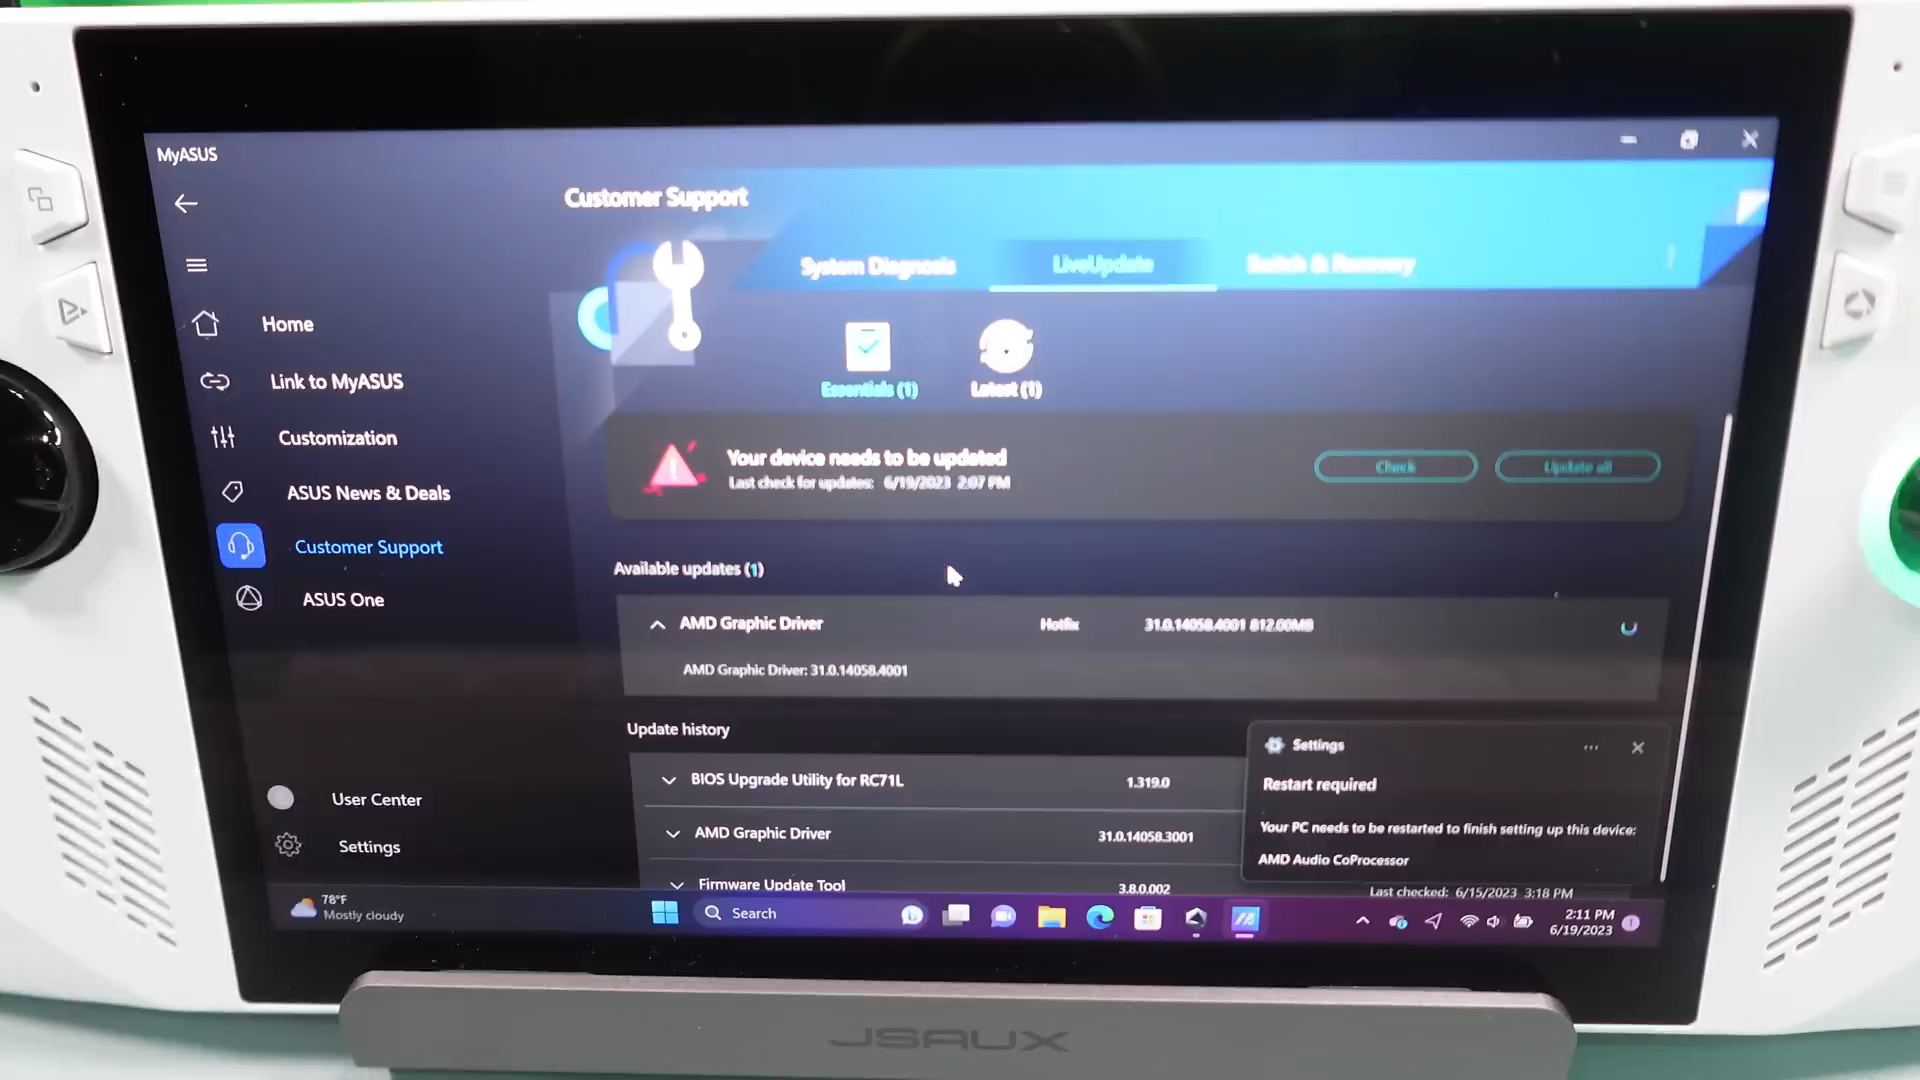 MyASUS
Customer Support
System Diagnosis
LiveUpdate
Switch & Recovery
Home
Link to MyASUS
Customization
ASUS News & Deals
Customer Support
ASUS One
User Center
Settings
Essentials (1)
Latest (1)
Your device needs to be updated
Last check for updates: 6/19/2023 2:07 PM
Check
Update all
Available updates (1)
AMD Graphic Driver
Hotfix
31.0.14058.4001 812.00MB
AMD Graphic Driver: 31.0.14058.4001
Update history
BIOS Upgrade Utility for RC71L
1.319.0
AMD Graphic Driver
31.0.14058.3001
Firmware Update Tool
3.8.0.002
Settings
Restart required
Your PC needs to be restarted to finish setting up this device:
AMD Audio CoProcessor
Last checked: 6/15/2023 3:18 PM
78°F
Mostly cloudy
Search
2:11 PM
6/19/2023
1
JSAUX